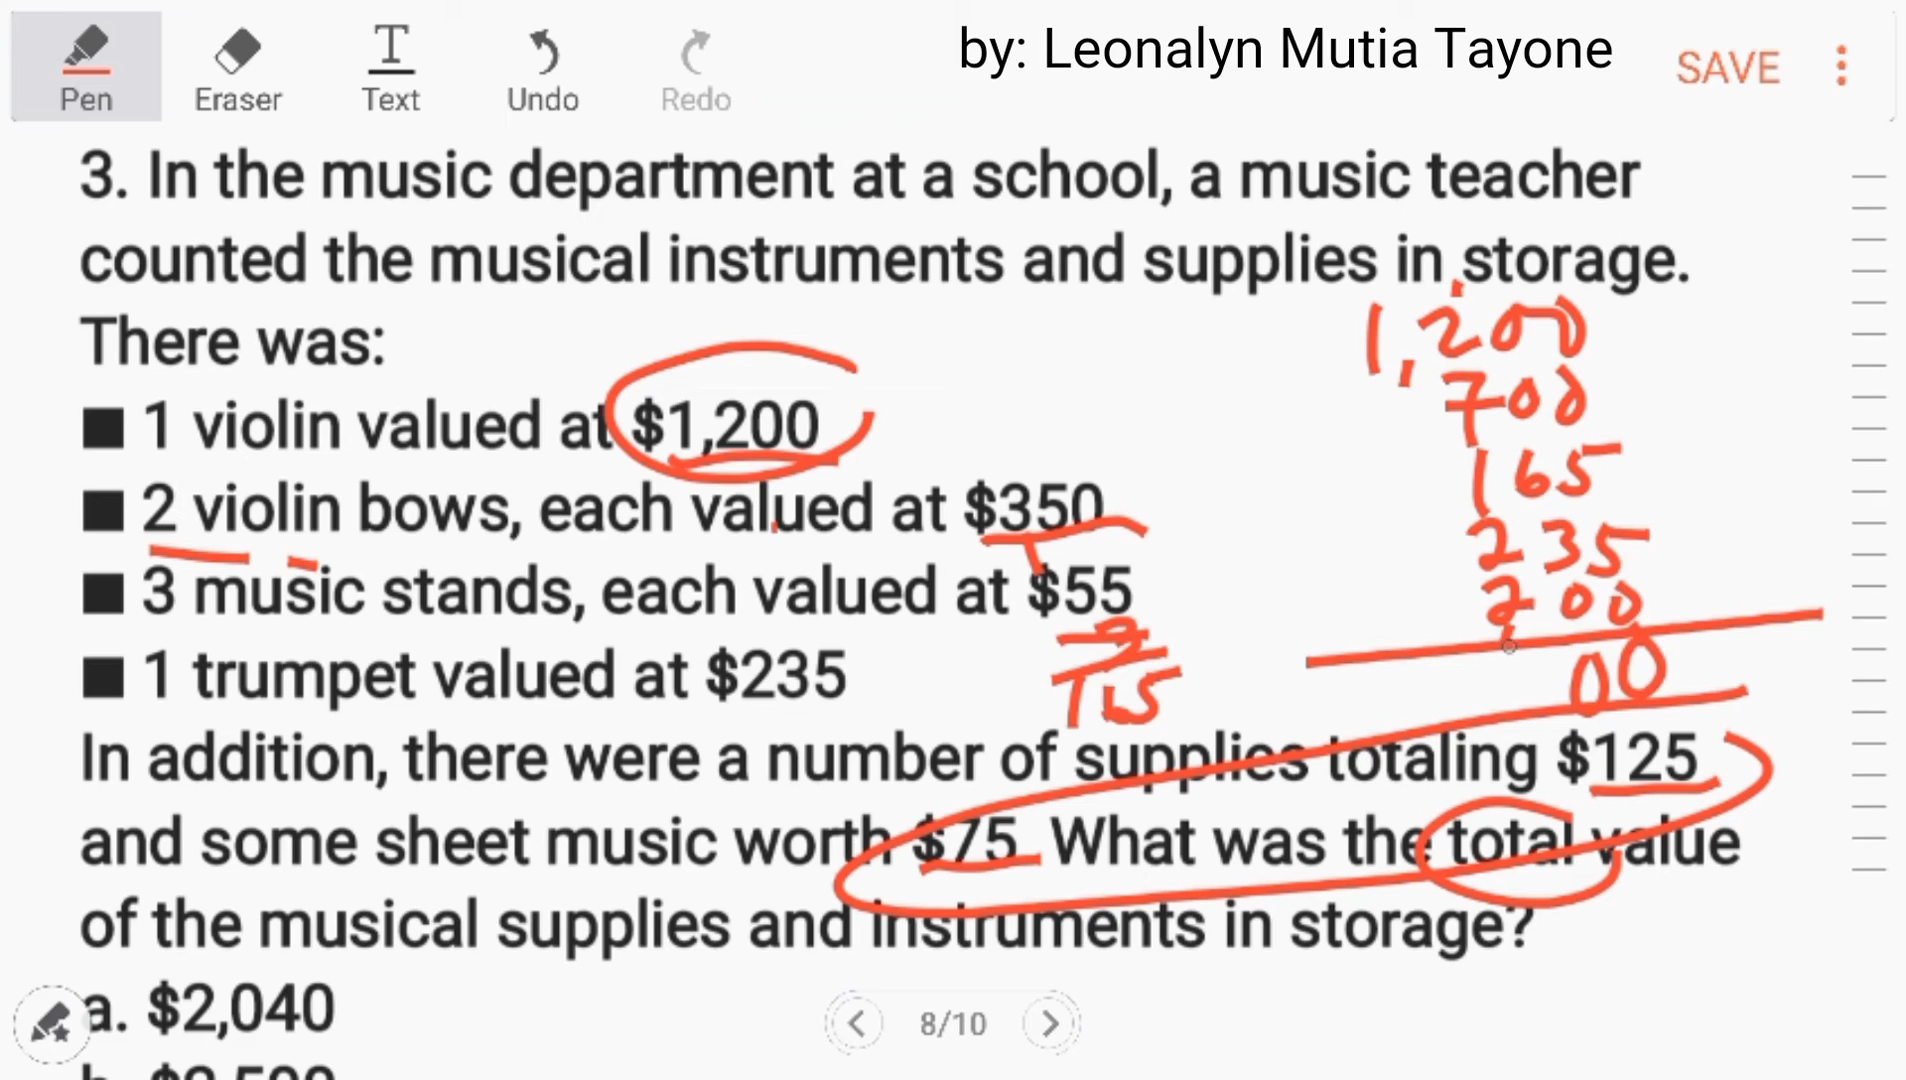 Pen
Eraser
Text
Undo
Redo
by: Leonalyn Mutia Tayone
SAVE
3. In the music department at a school, a music teacher
counted the musical instruments and supplies in storage.
There was:
■ 1 violin valued at $1,200
■ 2 violin bows, each valued at $350
■ 3 music stands, each valued at $55
■ 1 trumpet valued at $235
1,200
700
165
235
200
00
3
165
In addition, there were a number of supplies totaling $125
and some sheet music worth $75. What was the total value
of the musical supplies and instruments in storage?
a. $2,040
8/10